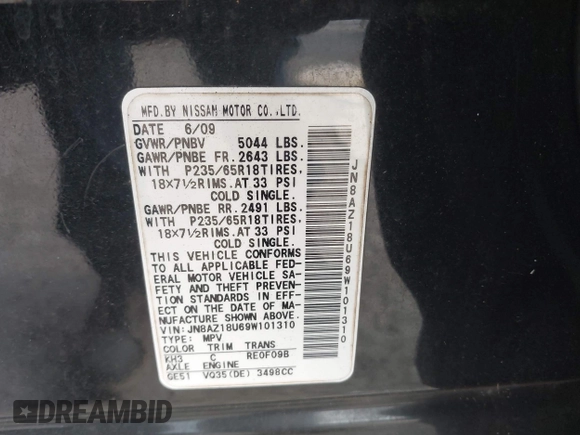 MFD.BY NISSAN MOTOR CO.,LTD.
DATE 6/09
GVWR/PNBV 5044 LBS.
GAWR/PNBE FR.2643 LBS.
WITH P235/65R18TIRES.
18×7½RIMS.AT 33 PSI
COLD SINGLE.
GAWR/PNBE RR.2491 LBS.
WITH P235/65R18TIRES.
18×7½RIMS.AT 33 PSI
COLD SINGLE.
THIS VEHICLE CONFORMS
TO ALL APPLICABLE FED-
ERAL MOTOR VEHICLE SA-
FETY AND THEFT PREVEN-
TION STANDARDS IN EFF-
ECT ON THE DATE OF MA-
NUFACTURE SHOWN ABOVE.
VIN:JN8AZ18U69W101310
TYPE: MPV
COLOR TRIM TRANS
KH3 C RE0F09B
AXLE ENGINE
GE51 VQ35(DE) 3498CC
JN8AZ18U69W101310
DREAMBID